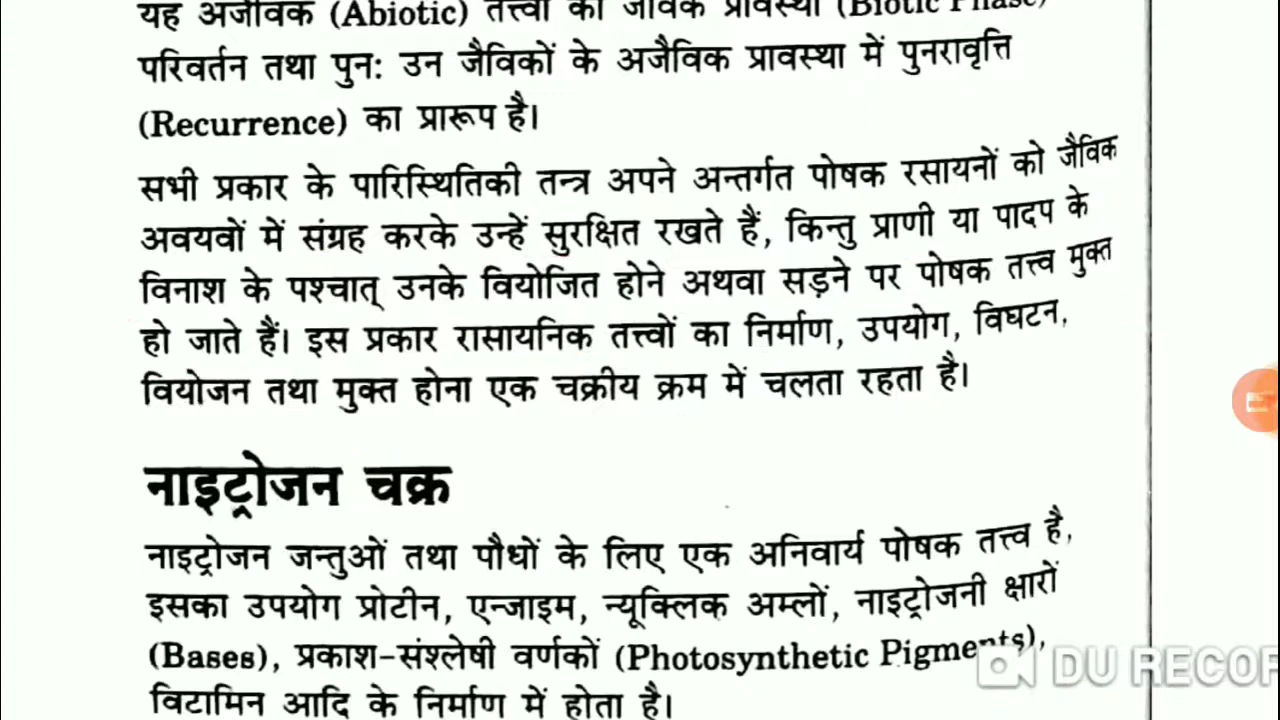 यह अजैविक (Abiotic) तत्त्वों का जैविक प्रावस्था (Biotic Phase)
परिवर्तन तथा पुनः उन जैविकों के अजैविक प्रावस्था में पुनरावृत्ति
(Recurrence) का प्रारूप है।
सभी प्रकार के पारिस्थितिकी तन्त्र अपने अन्तर्गत पोषक रसायनों को जैविक
अवयवों में संग्रह करके उन्हें सुरक्षित रखते हैं, किन्तु प्राणी या पादप के
विनाश के पश्चात् उनके वियोजित होने अथवा सड़ने पर पोषक तत्त्व मुक्त
हो जाते हैं। इस प्रकार रासायनिक तत्त्वों का निर्माण, उपयोग, विघटन,
वियोजन तथा मुक्त होना एक चक्रीय क्रम में चलता रहता है।
नाइट्रोजन चक्र
नाइट्रोजन जन्तुओं तथा पौधों के लिए एक अनिवार्य पोषक तत्त्व है,
इसका उपयोग प्रोटीन, एन्जाइम, न्यूक्लिक अम्लों, नाइट्रोजनी क्षारों
(Bases), प्रकाश-संश्लेषी वर्णकों (Photosynthetic Pigments),
DU RECOR
विटामिन आदि के निर्माण में होता है।